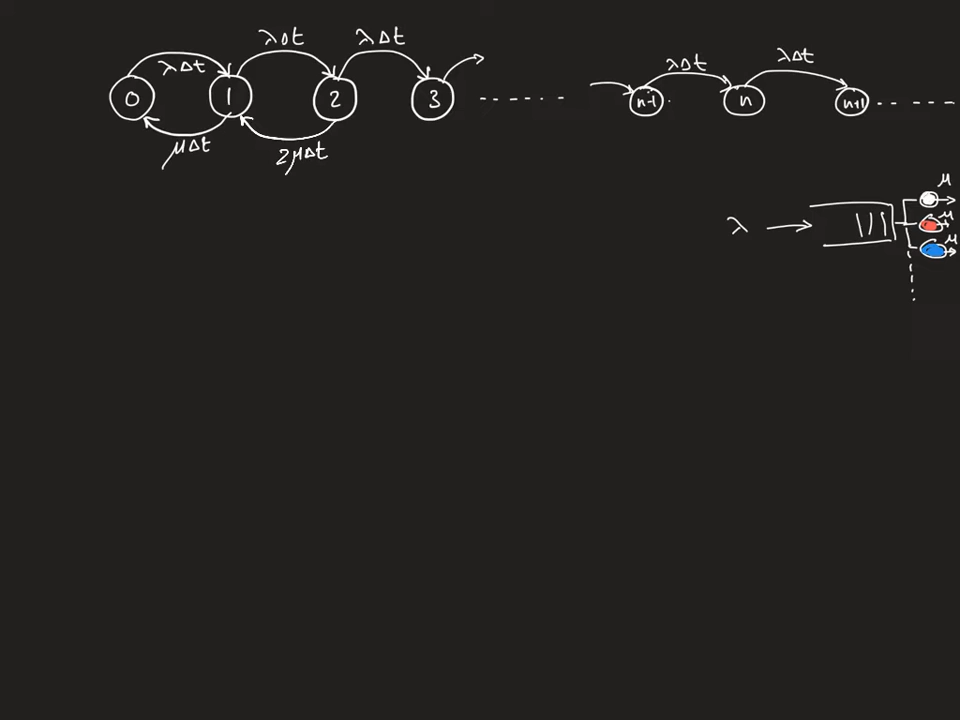 λΔt λΔt λΔt λΔt λΔt
0 1 2 3 ...... n-1 n n+1 ......
μΔt 2μΔt
μ
λ → μ
μ